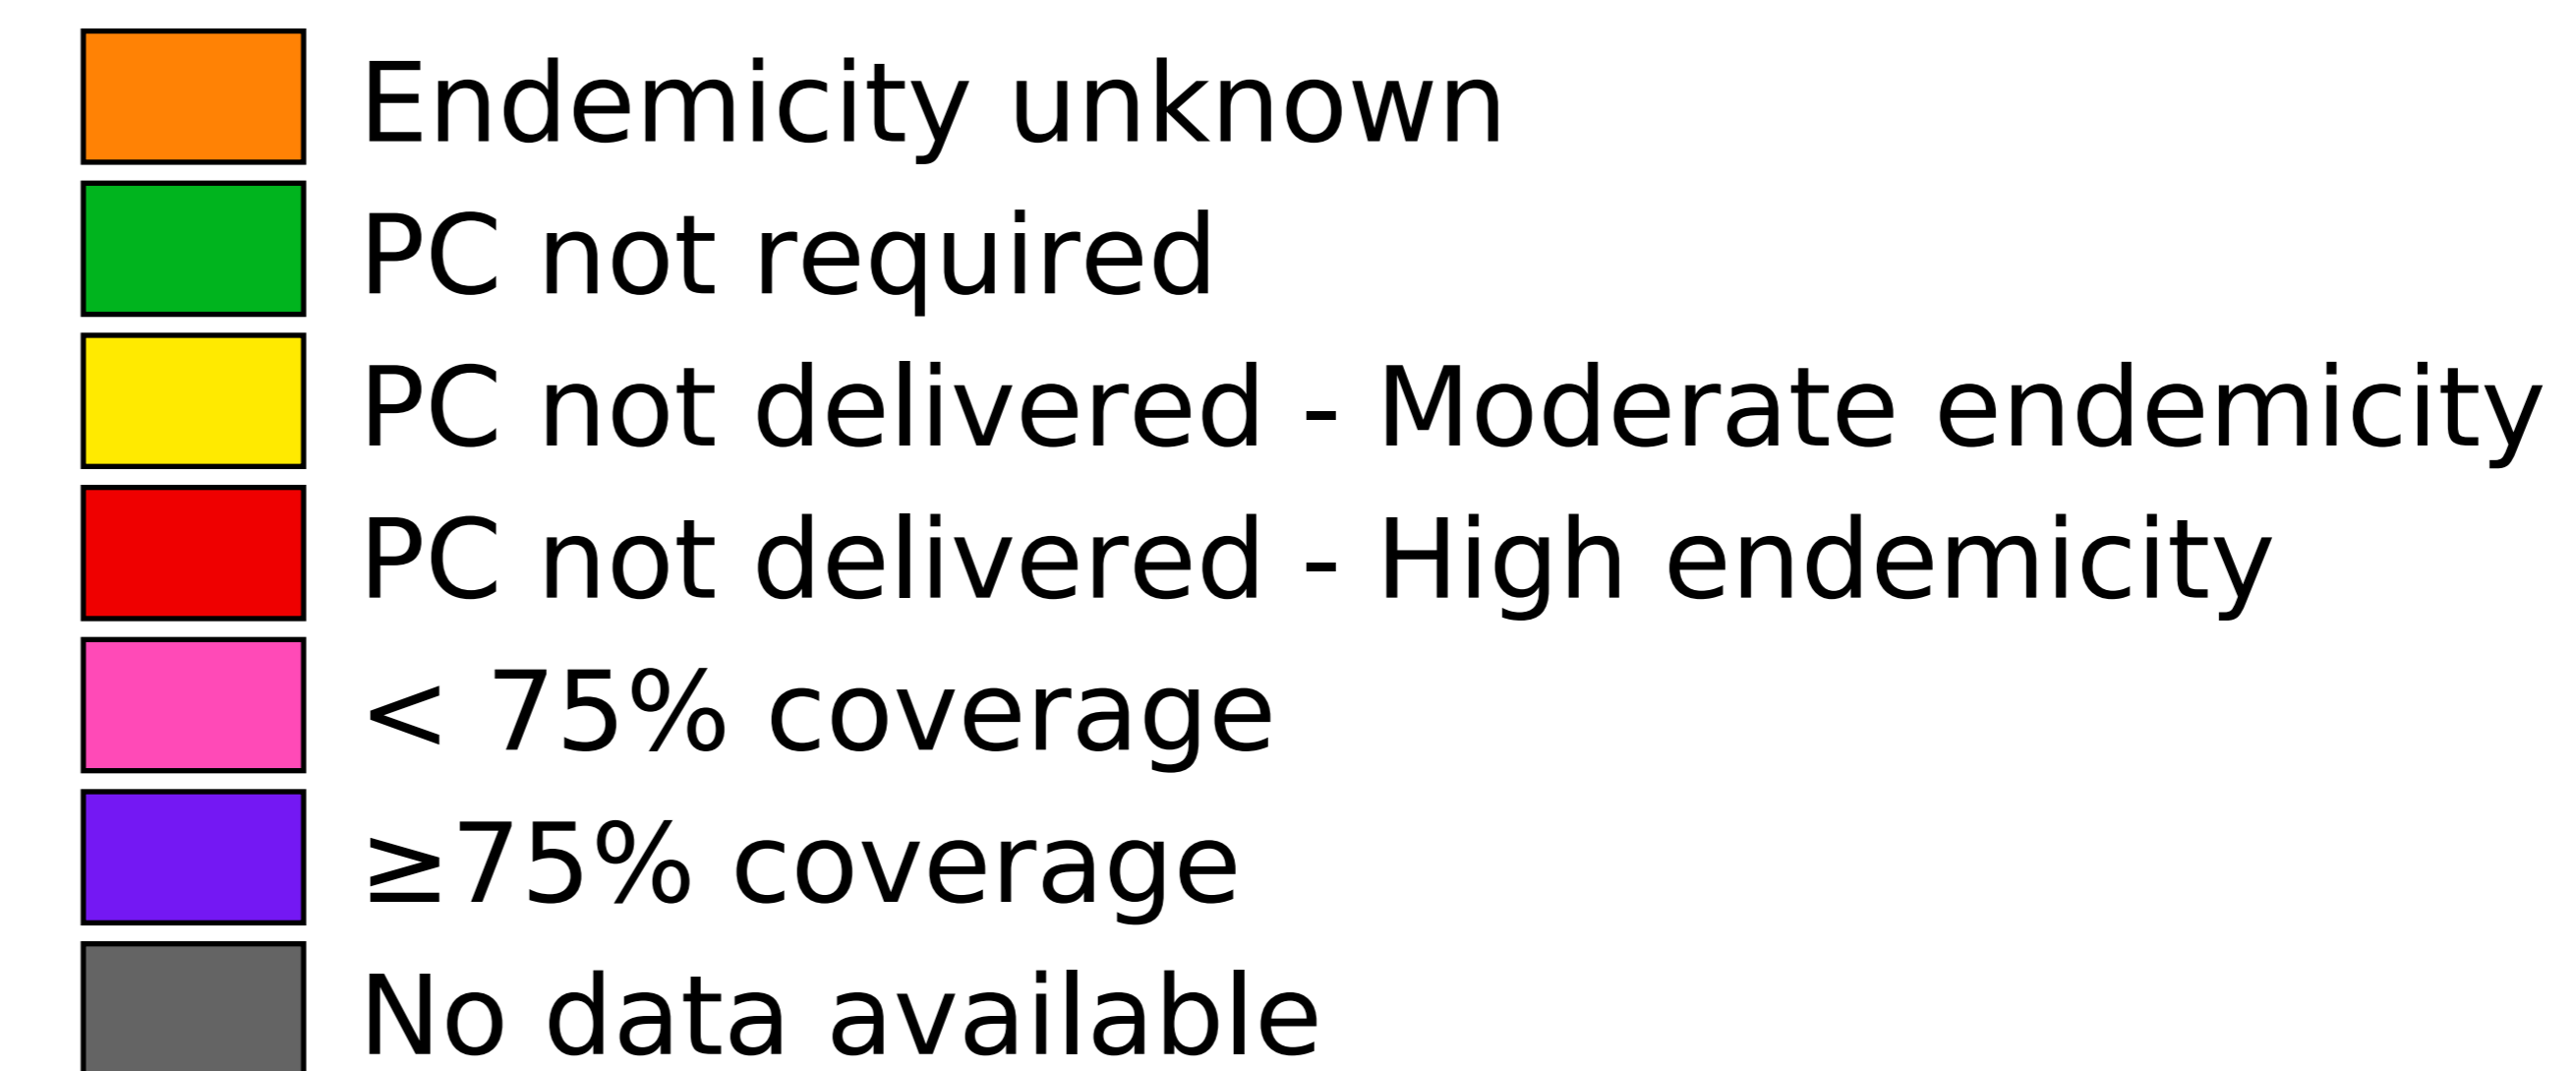 Endemicity unknown
PC not required
PC not delivered - Moderate endemicity
PC not delivered - High endemicity
< 75% coverage
≥75% coverage
No data available